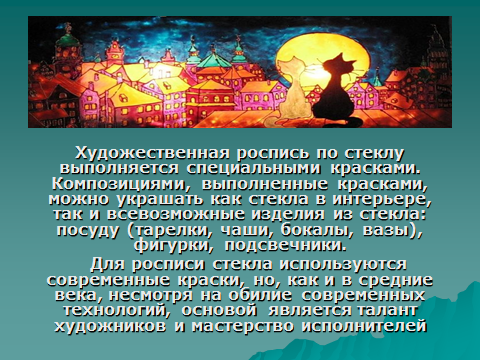 Художественная роспись по стеклу
выполняется специальными красками.
Композициями, выполненные красками,
можно украшать как стекла в интерьере,
так и всевозможные изделия из стекла:
посуду (тарелки, чаши, бокалы, вазы),
фигурки, подсвечники.
Для росписи стекла используются
современные краски, но, как и в средние
века, несмотря на обилие современных
технологий, основой является талант
художников и мастерство исполнителей